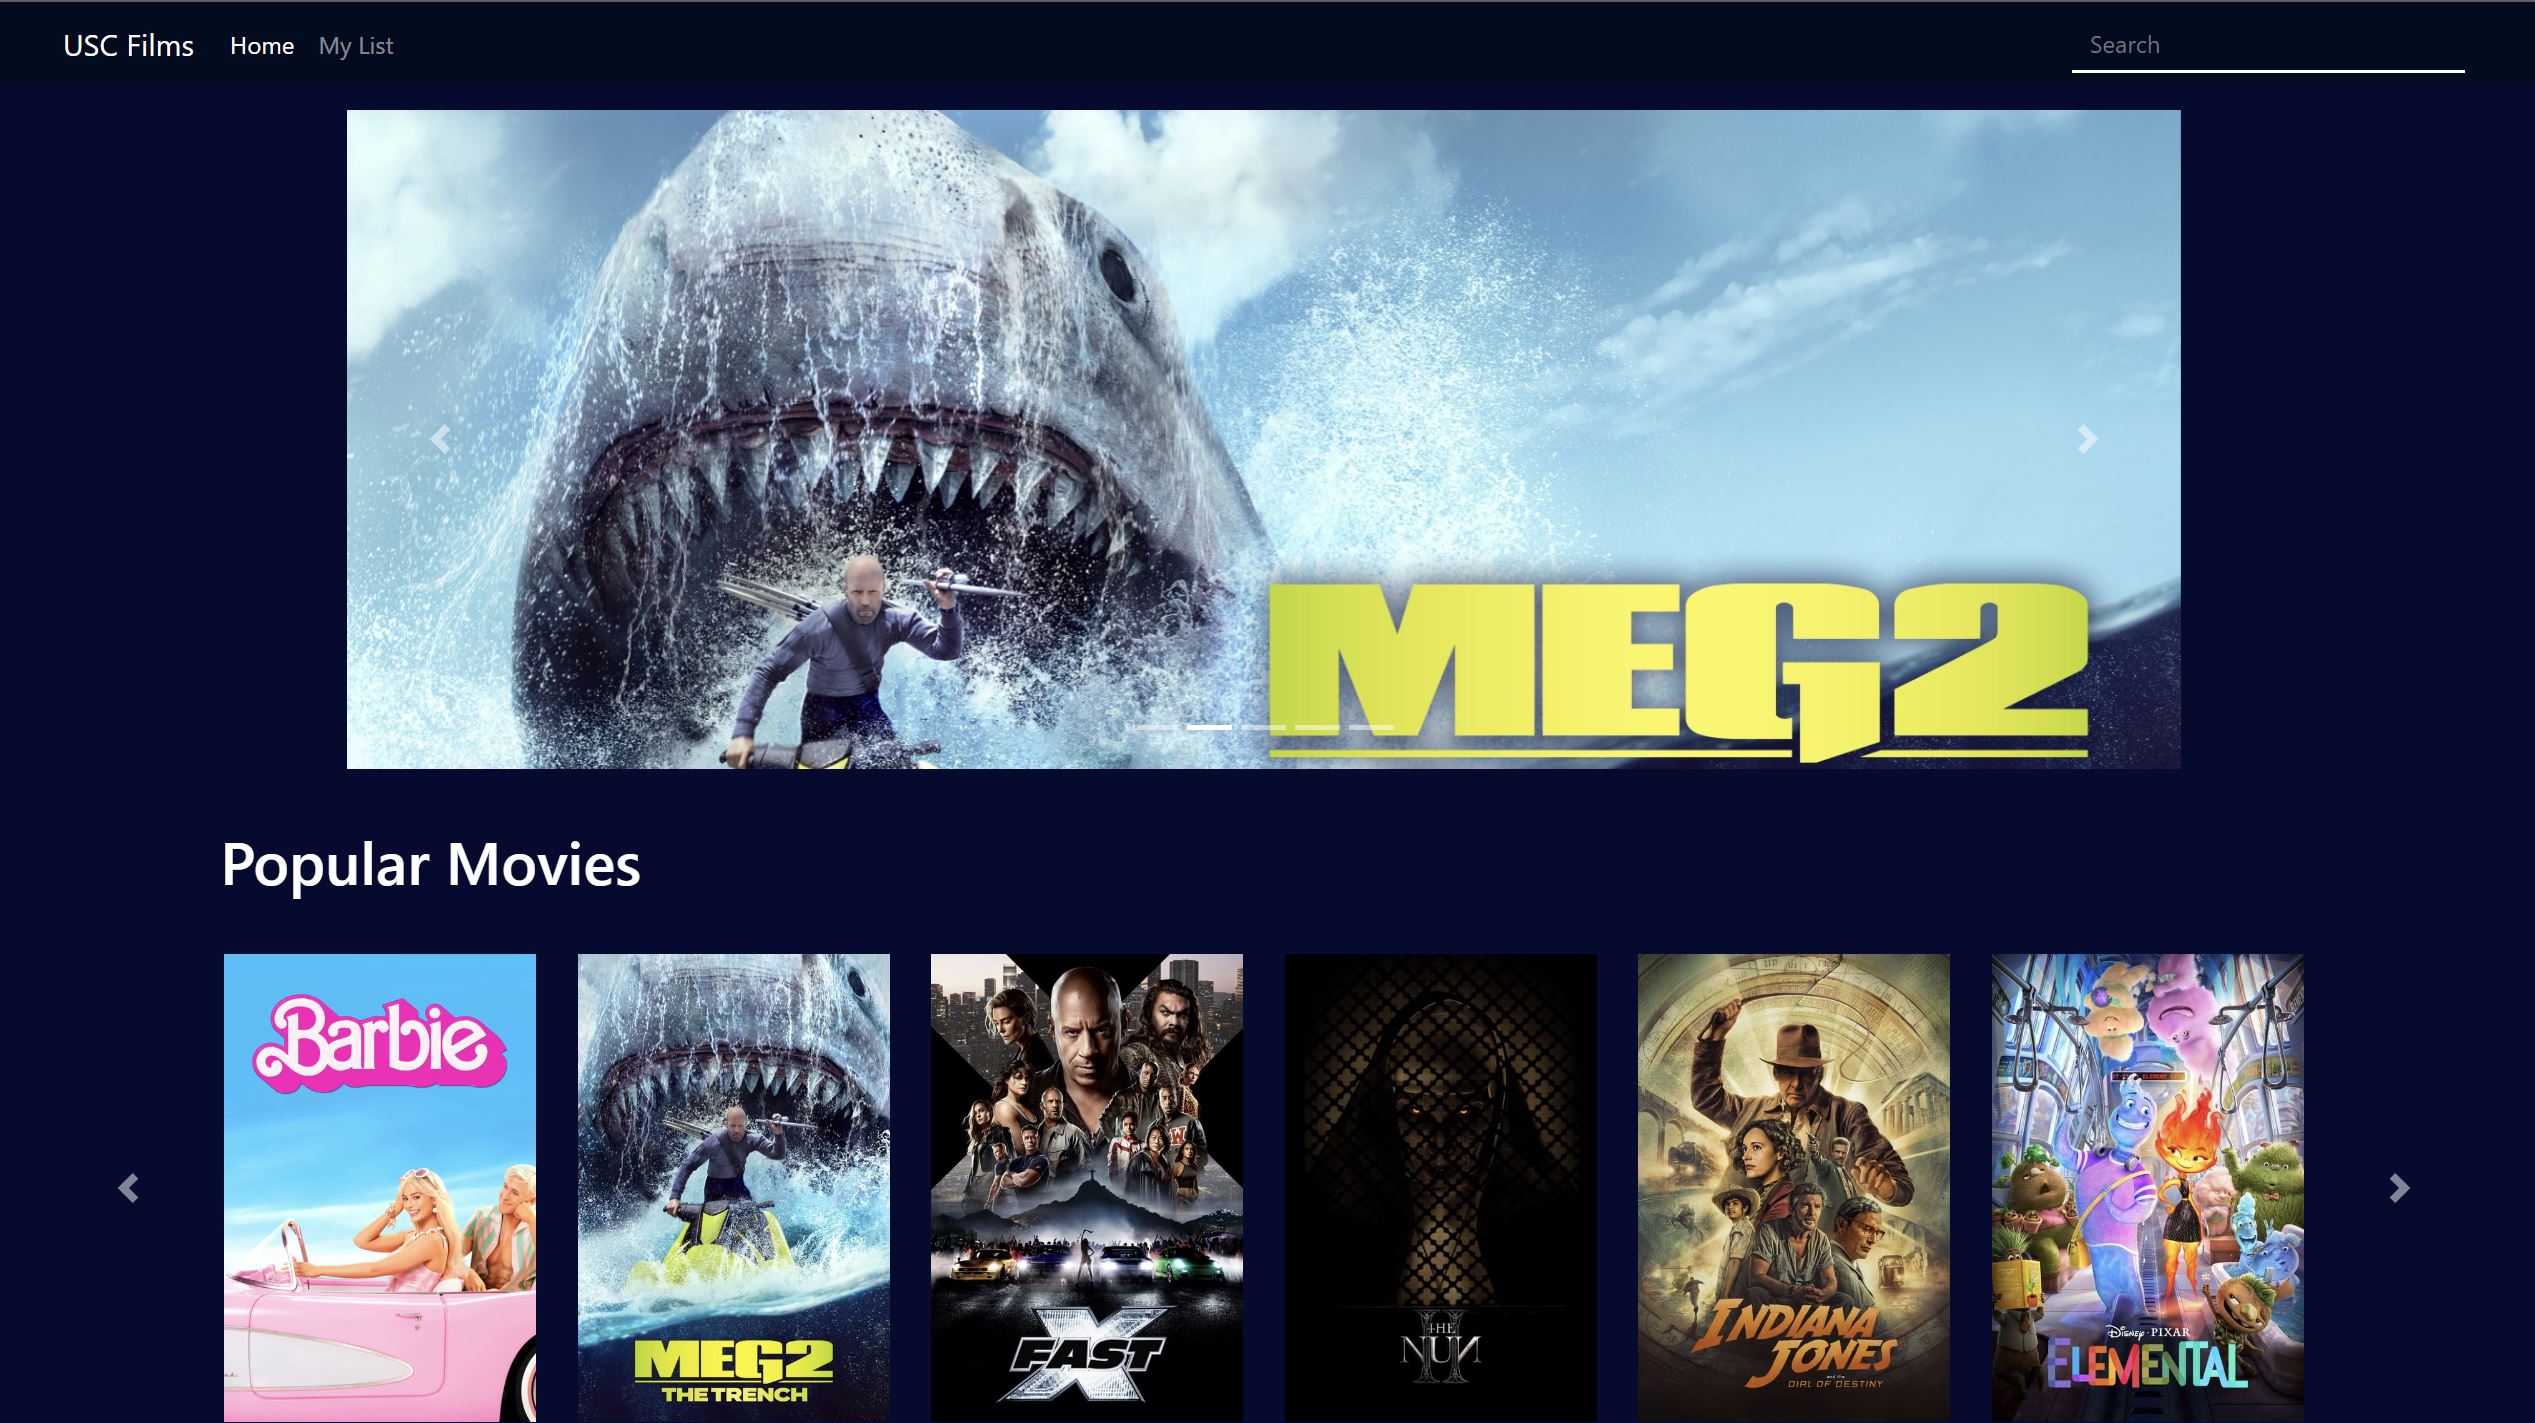 USC Films
Home
My List
Search
MEG2
Popular Movies
Barbie
MEG2
THE TRENCH
FAST X
THE
NUN
II
INDIANA
JONES
and the
DIAL OF DESTINY
Disney · PIXAR
ELEMENTAL